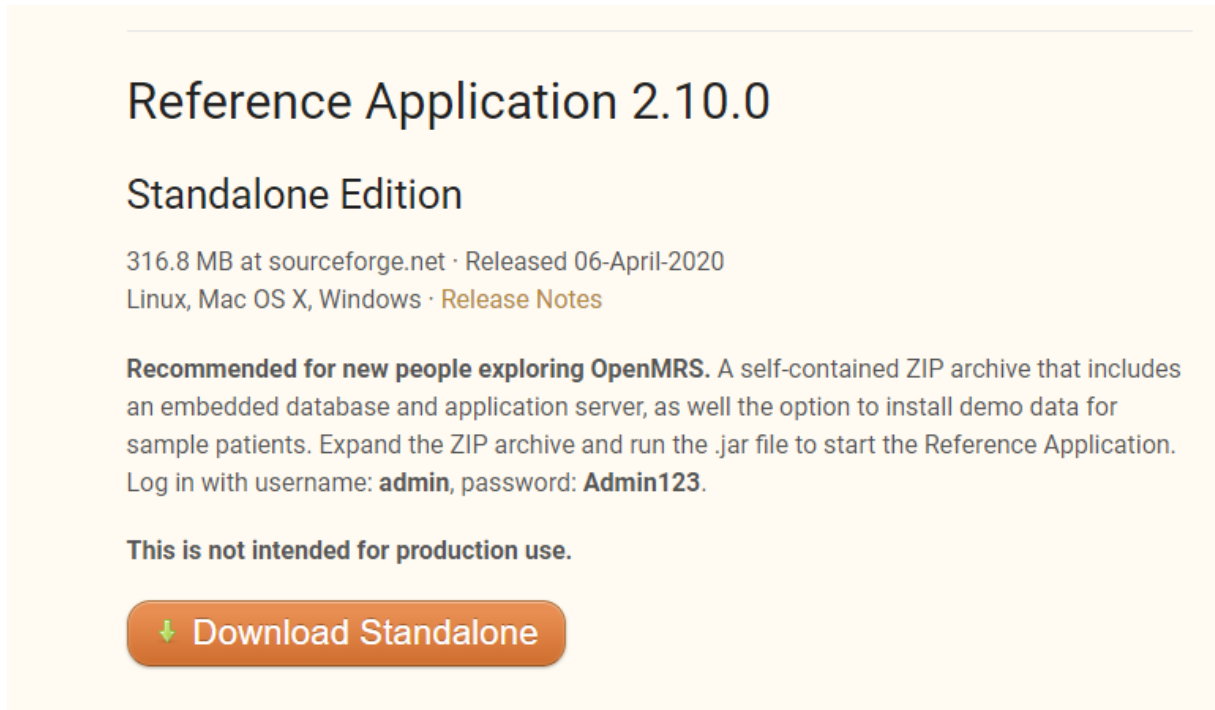 Reference Application 2.10.0
Standalone Edition
316.8 MB at sourceforge.net · Released 06-April-2020
Linux, Mac OS X, Windows · Release Notes
Recommended for new people exploring OpenMRS. A self-contained ZIP archive that includes
an embedded database and application server, as well the option to install demo data for
sample patients. Expand the ZIP archive and run the .jar file to start the Reference Application.
Log in with username: admin, password: Admin123.
This is not intended for production use.
Download Standalone